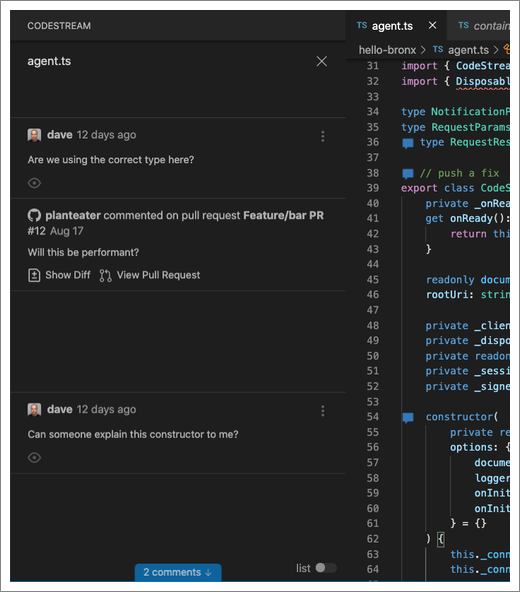 CODESTREAM
agent.ts
dave 12 days ago
Are we using the correct type here?
planteater commented on pull request Feature/bar PR
#12 Aug 17
Will this be performant?
Show Diff View Pull Request
dave 12 days ago
Can someone explain this constructor to me?
2 comments ↓
list
TS agent.ts × TS contain
hello-bronx > TS agent.ts >
31 import { CodeStrea
32 import { Disposabl
33
34 type NotificationP
35 type RequestParams
36 type RequestRes
37
38 // push a fix
39 export class CodeS
40 private _onRea
41 get onReady():
42 return thi
43 }
44
45 readonly docum
46 rootUri: strin
47
48 private _clien
49 private _dispo
50 private readon
51 private _sessi
52 private _signe
53
54 constructor(
55 private re
56 options: {
57 docume
58 logger
59 onInit
60 onInit
61 } = {}
62 ) {
63 this._conn
64 this._conn